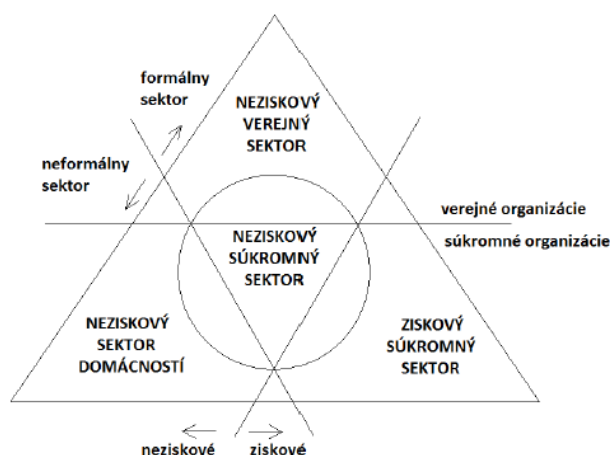 formálny
sektor
NEZISKOVÝ
VEREJNÝ
SEKTOR
neformálny
sektor
verejné organizácie
súkromné organizácie
NEZISKOVÝ
SÚKROMNÝ
SEKTOR
NEZISKOVÝ
SEKTOR
DOMÁCNOSTÍ
ZISKOVÝ
SÚKROMNÝ
SEKTOR
neziskové
ziskové